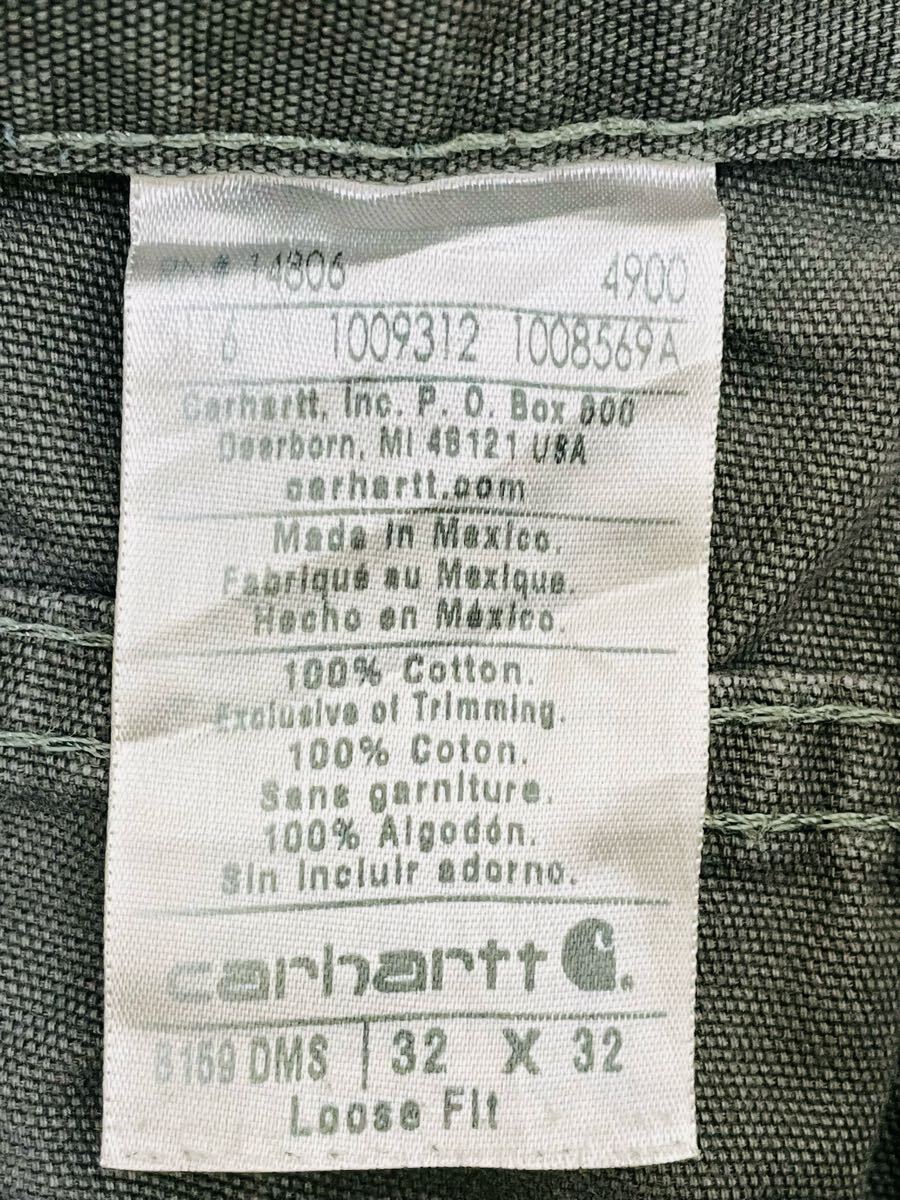 RN# 14806 4900
6 1009312 1008569A
Carhartt, Inc. P. O. Box 600
Dearborn, MI 48121 USA
carhartt.com
Made in Mexico.
Fabriqué au Mexique.
Hecho en México.
100% Cotton.
Exclusive of Trimming.
100% Coton.
Sans garniture.
100% Algodón.
Sin incluir adorno.
carhartt
B159 DMS | 32 X 32
Loose Fit